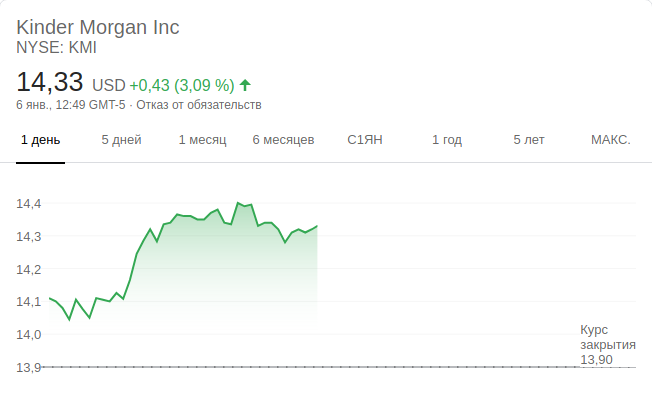 Kinder Morgan Inc
NYSE: KMI
14,33 USD +0,43 (3,09 %)
6 янв., 12:49 GMT-5 · Отказ от обязательств
1 день 5 дней 1 месяц 6 месяцев С1ЯН 1 год 5 лет МАКС.
14,4
14,3
14,2
14,1
14,0
13,9
Курс
закрытия
13,90